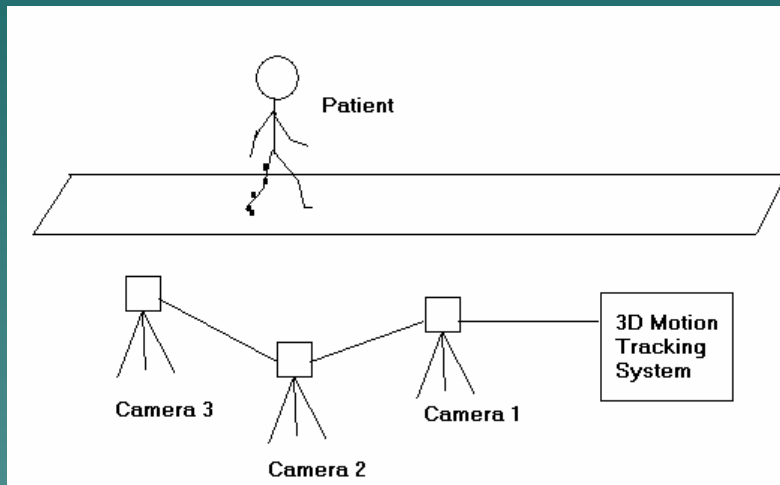 Patient
3D Motion
Tracking
System
Camera 3
Camera 1
Camera 2